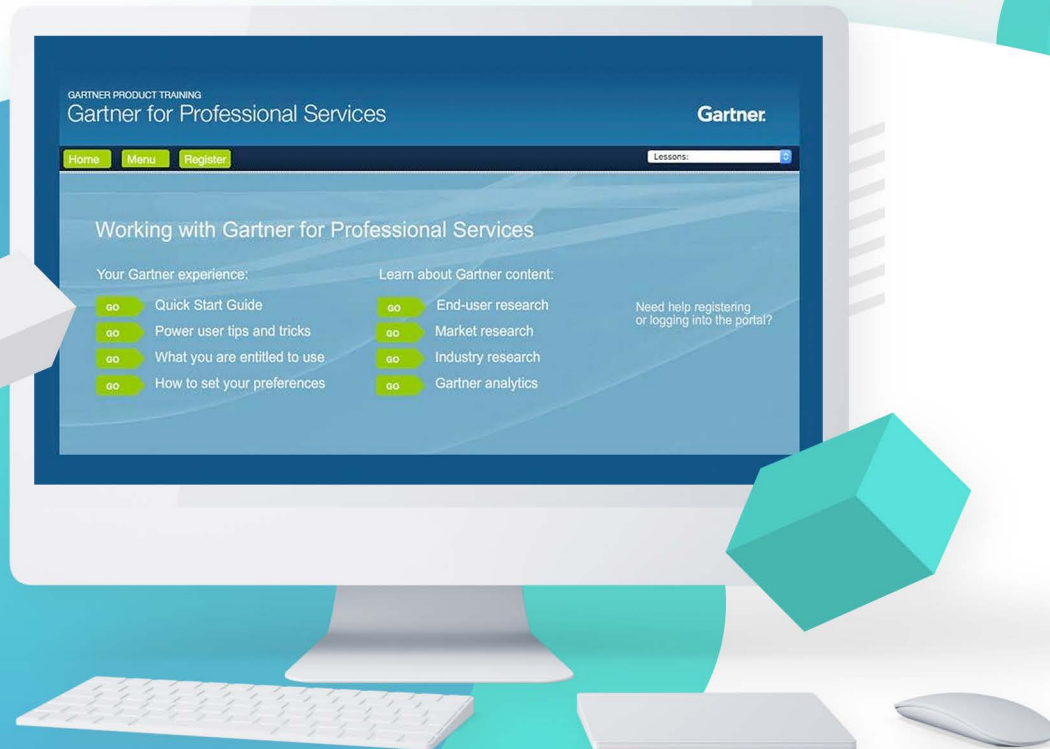 GARTNER PRODUCT TRAINING
Gartner for Professional Services
Gartner
Home Menu Register
Lessons:
Working with Gartner for Professional Services
Your Gartner experience:
GO Quick Start Guide
GO Power user tips and tricks
GO What you are entitled to use
GO How to set your preferences
Learn about Gartner content:
GO End-user research
GO Market research
GO Industry research
GO Gartner analytics
Need help registering
or logging into the portal?